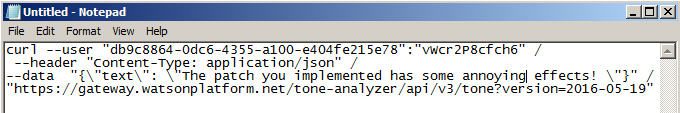 Untitled - Notepad
File Edit Format View Help
curl --user "db9c8864-0dc6-4355-a100-e404fe215e78":"vwcr2P8cfch6" /
--header "Content-Type: application/json" /
--data "{\"text\": \"The patch you implemented has some annoying effects! \"}" /
"https://gateway.watsonplatform.net/tone-analyzer/api/v3/tone?version=2016-05-19"